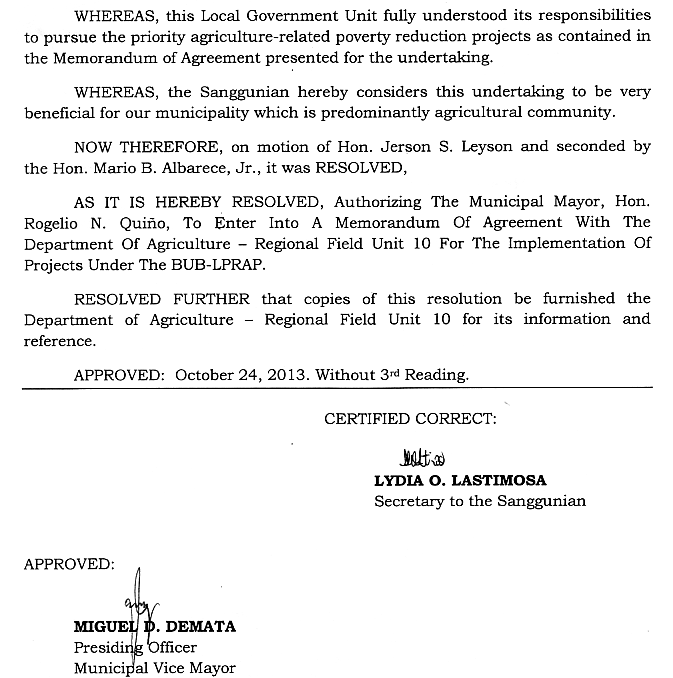 WHEREAS, this Local Government Unit fully understood its responsibilities
to pursue the priority agriculture-related poverty reduction projects as contained in
the Memorandum of Agreement presented for the undertaking.
WHEREAS, the Sanggunian hereby considers this undertaking to be very
beneficial for our municipality which is predominantly agricultural community.
NOW THEREFORE, on motion of Hon. Jerson S. Leyson and seconded by
the Hon. Mario B. Albarece, Jr., it was RESOLVED,
AS IT IS HEREBY RESOLVED, Authorizing The Municipal Mayor, Hon.
Rogelio N. Quiño, To Enter Into A Memorandum Of Agreement With The
Department Of Agriculture – Regional Field Unit 10 For The Implementation Of
Projects Under The BUB-LPRAP.
RESOLVED FURTHER that copies of this resolution be furnished the
Department of Agriculture – Regional Field Unit 10 for its information and
reference.
APPROVED: October 24, 2013. Without 3rd Reading.
CERTIFIED CORRECT:
LYDIA O. LASTIMOSA
Secretary to the Sanggunian
APPROVED:
MIGUEL D. DEMATA
Presiding Officer
Municipal Vice Mayor